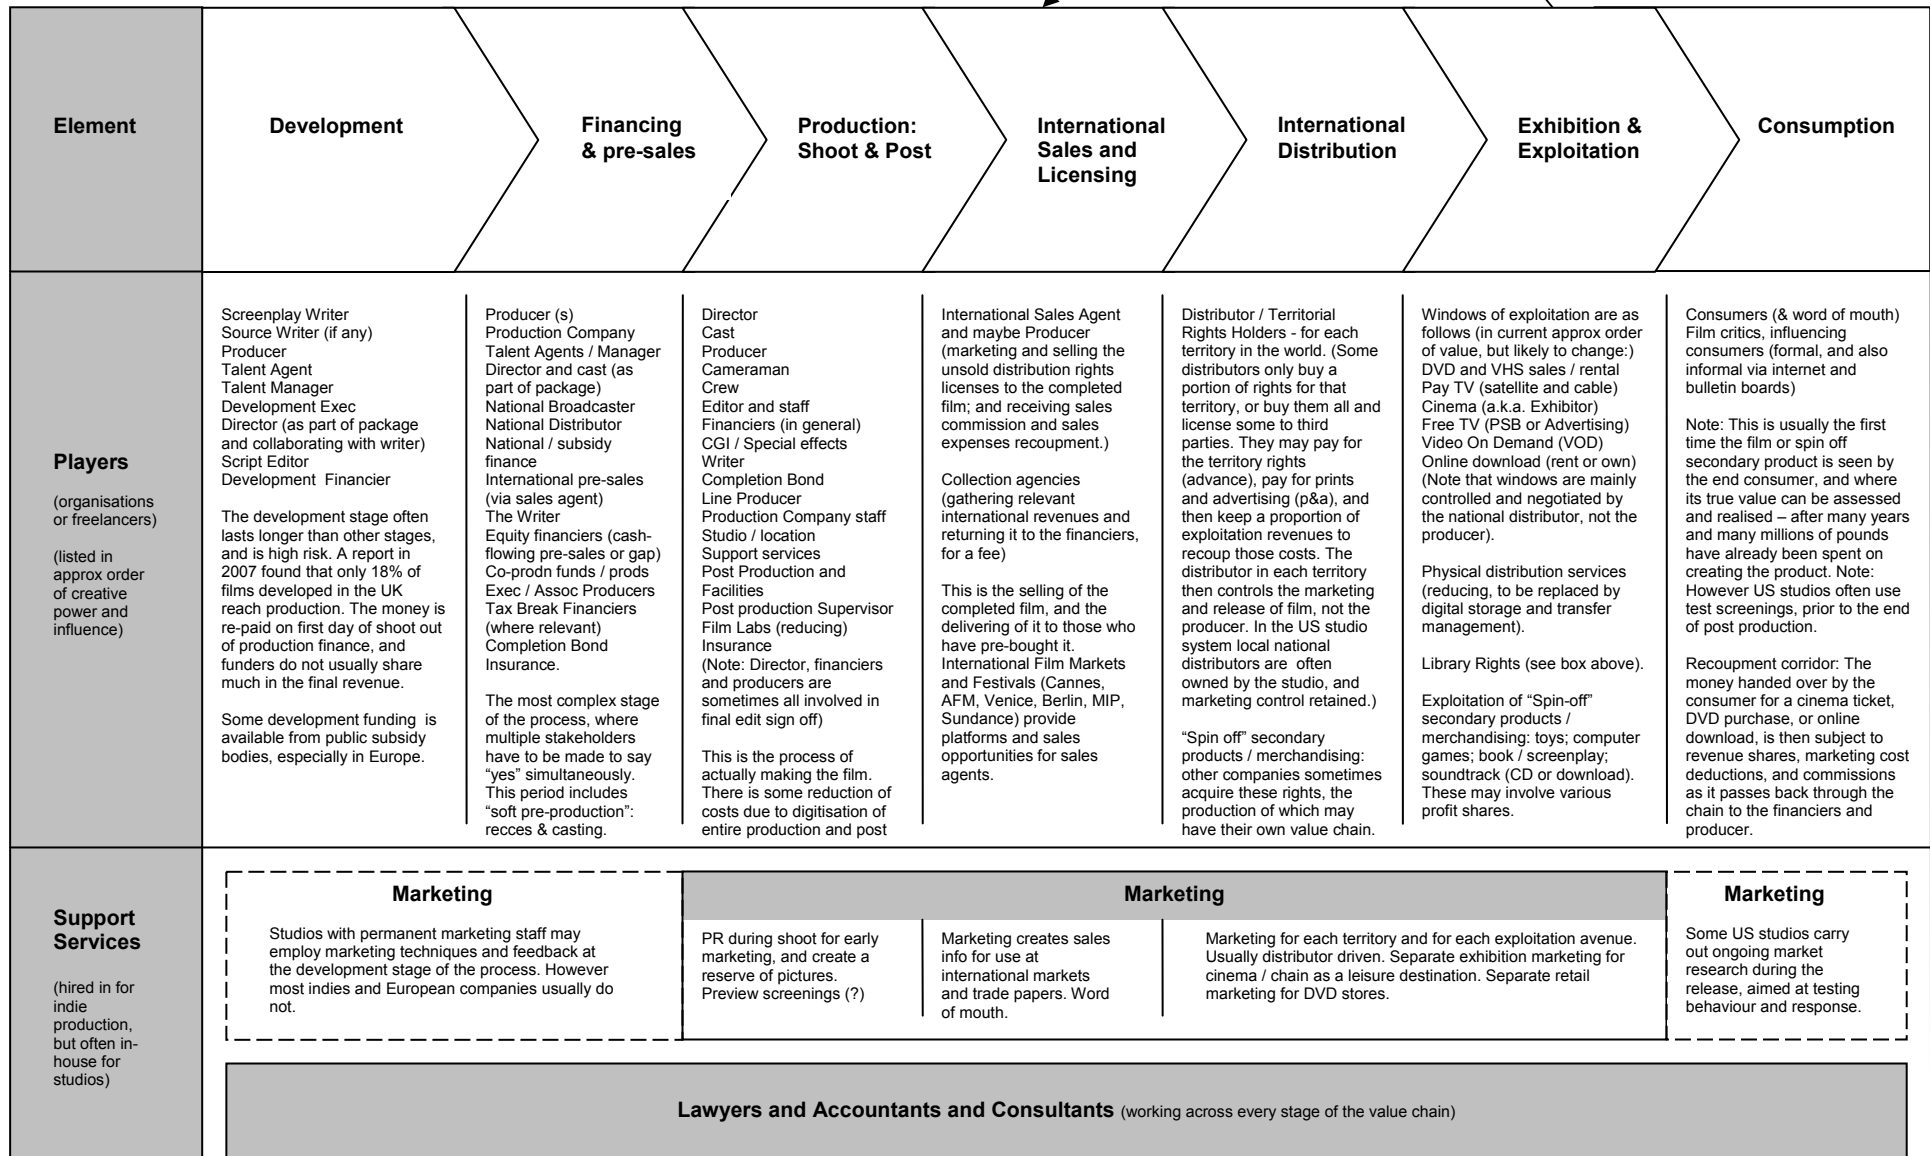 Element
Development
Financing
& pre-sales
Production:
Shoot & Post
International
Sales and
Licensing
International
Distribution
Exhibition &
Exploitation
Consumption
Players
(organisations
or freelancers)
(listed in
approx order
of creative
power and
influence)
Screenplay Writer
Source Writer (if any)
Producer
Talent Agent
Talent Manager
Development Exec
Director (as part of package
and collaborating with writer)
Script Editor
Development  Financier
The development stage often
lasts longer than other stages,
and is high risk. A report in
2007 found that only 18% of
films developed in the UK
reach production. The money is
re-paid on first day of shoot out
of production finance, and
funders do not usually share
much in the final revenue.
Some development funding  is
available from public subsidy
bodies, especially in Europe.
Producer (s)
Production Company
Talent Agents / Manager
Director and cast (as
part of package)
National Broadcaster
National Distributor
National / subsidy
finance
International pre-sales
(via sales agent)
The Writer
Equity financiers (cash-
flowing pre-sales or gap)
Co-prodn funds / prods
Exec / Assoc Producers
Tax Break Financiers
(where relevant)
Completion Bond
Insurance.
The most complex stage
of the process, where
multiple stakeholders
have to be made to say
“yes” simultaneously.
This period includes
“soft pre-production”:
recces & casting.
Director
Cast
Producer
Cameraman
Crew
Editor and staff
Financiers (in general)
CGI / Special effects
Writer
Completion Bond
Line Producer
Production Company staff
Studio / location
Support services
Post Production and
Facilities
Post production Supervisor
Film Labs (reducing)
Insurance
(Note: Director, financiers
and producers are
sometimes all involved in
final edit sign off)
This is the process of
actually making the film.
There is some reduction of
costs due to digitisation of
entire production and post
International Sales Agent
and maybe Producer
(marketing and selling the
unsold distribution rights
licenses to the completed
film; and receiving sales
commission and sales
expenses recoupment.)
Collection agencies
(gathering relevant
international revenues and
returning it to the financiers,
for a fee)
This is the selling of the
completed film, and the
delivering of it to those who
have pre-bought it.
International Film Markets
and Festivals (Cannes,
AFM, Venice, Berlin, MIP,
Sundance) provide
platforms and sales
opportunities for sales
agents.
Distributor / Territorial
Rights Holders - for each
territory in the world. (Some
distributors only buy a
portion of rights for that
territory, or buy them all and
license some to third
parties. They may pay for
the territory rights
(advance), pay for prints
and advertising (p&a), and
then keep a proportion of
exploitation revenues to
recoup those costs. The
distributor in each territory
then controls the marketing
and release of film, not the
producer. In the US studio
system local national
distributors are  often
owned by the studio, and
marketing control retained.)
“Spin off” secondary
products / merchandising:
other companies sometimes
acquire these rights, the
production of which may
have their own value chain.
Windows of exploitation are as
follows (in current approx order
of value, but likely to change:)
DVD and VHS sales / rental
Pay TV (satellite and cable)
Cinema (a.k.a. Exhibitor)
Free TV (PSB or Advertising)
Video On Demand (VOD)
Online download (rent or own)
(Note that windows are mainly
controlled and negotiated by
the national distributor, not the
producer).
Physical distribution services
(reducing, to be replaced by
digital storage and transfer
management).
Library Rights (see box above).
Exploitation of “Spin-off”
secondary products /
merchandising: toys; computer
games; book / screenplay;
soundtrack (CD or download).
These may involve various
profit shares.
Consumers (& word of mouth)
Film critics, influencing
consumers (formal, and also
informal via internet and
bulletin boards)
Note: This is usually the first
time the film or spin off
secondary product is seen by
the end consumer, and where
its true value can be assessed
and realised – after many years
and many millions of pounds
have already been spent on
creating the product. Note:
However US studios often use
test screenings, prior to the end
of post production.
Recoupment corridor: The
money handed over by the
consumer for a cinema ticket,
DVD purchase, or online
download, is then subject to
revenue shares, marketing cost
deductions, and commissions
as it passes back through the
chain to the financiers and
producer.
Support
Services
(hired in for
indie
production,
but often in-
house for
studios)
Marketing
Studios with permanent marketing staff may
employ marketing techniques and feedback at
the development stage of the process. However
most indies and European companies usually do
not.
Marketing
PR during shoot for early
marketing, and create a
reserve of pictures.
Preview screenings (?)
Marketing creates sales
info for use at
international markets
and trade papers. Word
of mouth.
Marketing for each territory and for each exploitation avenue.
Usually distributor driven. Separate exhibition marketing for
cinema / chain as a leisure destination. Separate retail
marketing for DVD stores.
Marketing
Some US studios carry
out ongoing market
research during the
release, aimed at testing
behaviour and response.
Lawyers and Accountants and Consultants (working across every stage of the value chain)